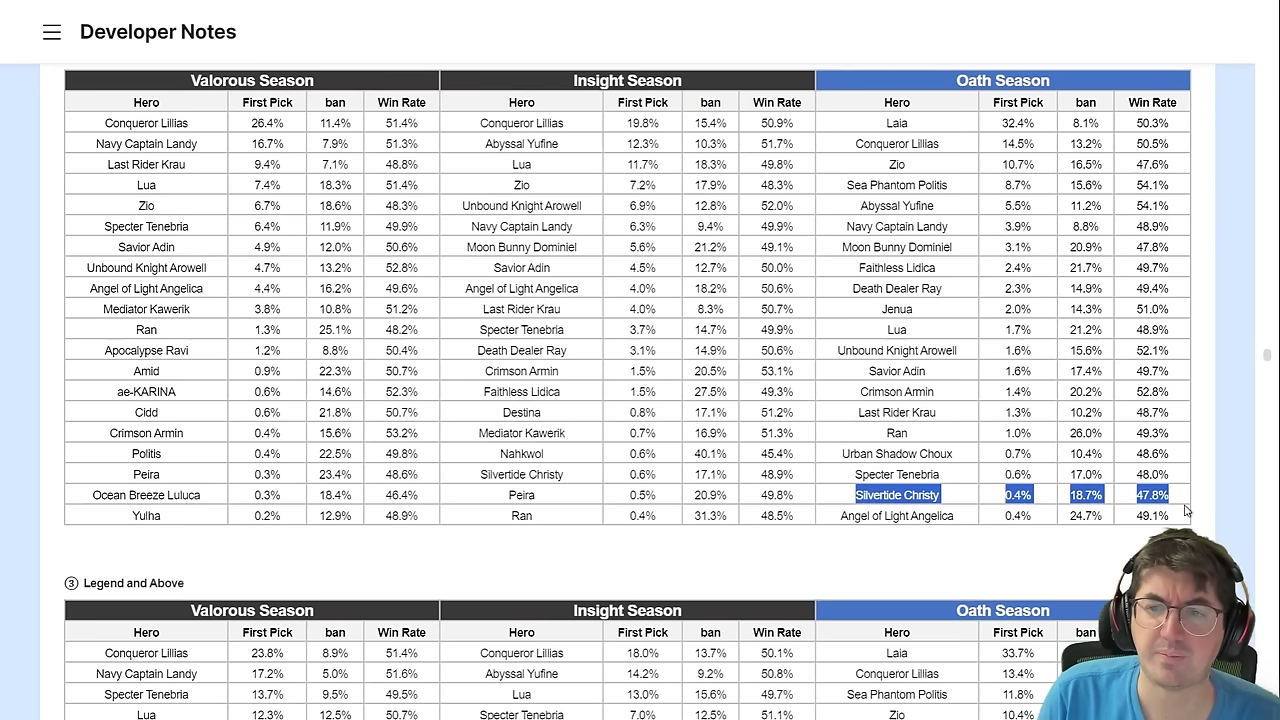 Developer Notes
Valorous Season Insight Season Oath Season
Hero First Pick ban Win Rate Hero First Pick ban Win Rate Hero First Pick ban Win Rate
Conqueror Lillias 26.4% 11.4% 51.4% Conqueror Lillias 19.8% 15.4% 50.9% Laia 32.4% 8.1% 50.3%
Navy Captain Landy 16.7% 7.9% 51.3% Abyssal Yufine 12.3% 10.3% 51.7% Conqueror Lillias 14.5% 13.2% 50.5%
Last Rider Krau 9.4% 7.1% 48.8% Lua 11.7% 18.3% 49.8% Zio 10.7% 16.5% 47.6%
Lua 7.4% 18.3% 51.4% Zio 7.2% 17.9% 48.3% Sea Phantom Politis 8.7% 15.6% 54.1%
Zio 6.7% 18.6% 48.3% Unbound Knight Arowell 6.9% 12.8% 52.0% Abyssal Yufine 5.5% 11.2% 54.1%
Specter Tenebria 6.4% 11.9% 49.9% Navy Captain Landy 6.3% 9.4% 49.9% Navy Captain Landy 3.9% 8.8% 48.9%
Savior Adin 4.9% 12.0% 50.6% Moon Bunny Dominiel 5.6% 21.2% 49.1% Moon Bunny Dominiel 3.1% 20.9% 47.8%
Unbound Knight Arowell 4.7% 13.2% 52.8% Savior Adin 4.5% 12.7% 50.0% Faithless Lidica 2.4% 21.7% 49.7%
Angel of Light Angelica 4.4% 16.2% 49.6% Angel of Light Angelica 4.0% 18.2% 50.6% Death Dealer Ray 2.3% 14.9% 49.4%
Mediator Kawerik 3.8% 10.8% 51.2% Last Rider Krau 4.0% 8.3% 50.7% Jenua 2.0% 14.3% 51.0%
Ran 1.3% 25.1% 48.2% Specter Tenebria 3.7% 14.7% 49.9% Lua 1.7% 21.2% 48.9%
Apocalypse Ravi 1.2% 8.8% 50.4% Death Dealer Ray 3.1% 14.9% 50.6% Unbound Knight Arowell 1.6% 15.6% 52.1%
Amid 0.9% 22.3% 50.7% Crimson Armin 1.5% 20.5% 53.1% Savior Adin 1.6% 17.4% 49.7%
ae-KARINA 0.6% 14.6% 52.3% Faithless Lidica 1.5% 27.5% 49.3% Crimson Armin 1.4% 20.2% 52.8%
Cidd 0.6% 21.8% 50.7% Destina 0.8% 17.1% 51.2% Last Rider Krau 1.3% 10.2% 48.7%
Crimson Armin 0.4% 15.6% 53.2% Mediator Kawerik 0.7% 16.9% 51.3% Ran 1.0% 26.0% 49.3%
Politis 0.4% 22.5% 49.8% Nahkwol 0.6% 40.1% 45.4% Urban Shadow Choux 0.7% 10.4% 48.6%
Peira 0.3% 23.4% 48.6% Silvertide Christy 0.6% 17.1% 48.9% Specter Tenebria 0.6% 17.0% 48.0%
Ocean Breeze Luluca 0.3% 18.4% 46.4% Peira 0.5% 20.9% 49.8% Silvertide Christy 0.4% 18.7% 47.8%
Yulha 0.2% 12.9% 48.9% Ran 0.4% 31.3% 48.5% Angel of Light Angelica 0.4% 24.7% 49.1%
③ Legend and Above
Valorous Season Insight Season Oath Season
Hero First Pick ban Win Rate Hero First Pick ban Win Rate Hero First Pick ban
Conqueror Lillias 23.8% 8.9% 51.4% Conqueror Lillias 18.0% 13.7% 50.1% Laia 33.7%
Navy Captain Landy 17.2% 5.0% 51.6% Abyssal Yufine 14.2% 9.2% 50.8% Conqueror Lillias 13.4%
Specter Tenebria 13.7% 9.5% 49.5% Lua 13.0% 15.6% 49.7% Sea Phantom Politis 11.8%
Lua 12.3% 12.5% 50.7% Specter Tenebria 7.0% 12.5% 51.1% Zio 10.4%